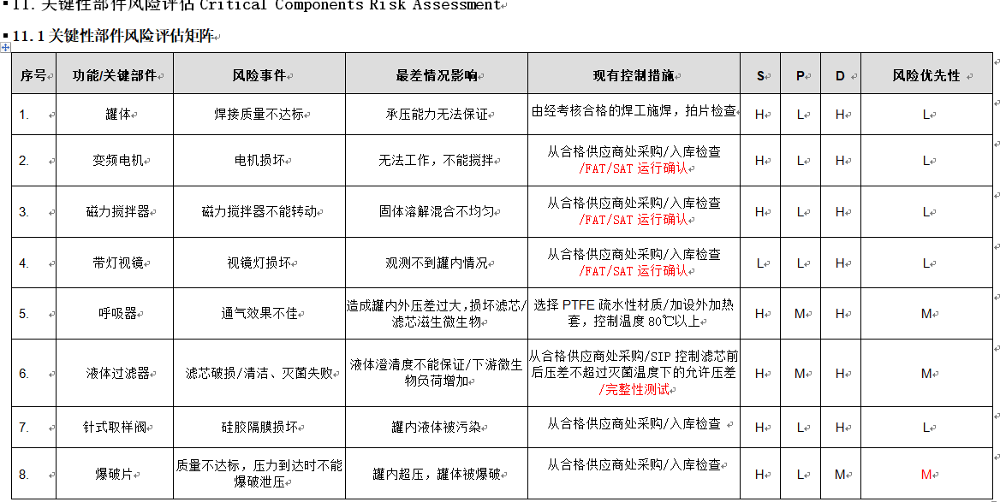 11. 关键性部件风险评估 Critical Components Risk Assessment
11.1 关键性部件风险评估矩阵
序号 功能/关键部件 风险事件 最差情况影响 现有控制措施 S P D 风险优先性
1. 罐体 焊接质量不达标 承压能力无法保证 由经考核合格的焊工施焊，拍片检查 H L H L
2. 变频电机 电机损坏 无法工作，不能搅拌 从合格供应商处采购/入库检查
/FAT/SAT 运行确认 H L H L
3. 磁力搅拌器 磁力搅拌器不能转动 固体溶解混合不均匀 从合格供应商处采购/入库检查
/FAT/SAT 运行确认 H L H L
4. 带灯视镜 视镜灯损坏 观测不到罐内情况 从合格供应商处采购/入库检查
/FAT/SAT 运行确认 L L H L
5. 呼吸器 通气效果不佳 造成罐内外压差过大，损坏滤芯/
滤芯滋生微生物 选择 PTFE 疏水性材质/加设外加热
套，控制温度 80℃以上 H M H M
6. 液体过滤器 滤芯破损/清洁、灭菌失败 液体澄清度不能保证/下游微生
物负荷增加 从合格供应商处采购/SIP 控制滤芯前
后压差不超过灭菌温度下的允许压差
/完整性测试 H M H M
7. 针式取样阀 硅胶隔膜损坏 罐内液体被污染 从合格供应商处采购/入库检查 H L H L
8. 爆破片 质量不达标，压力到达时不能
爆破泄压 罐内超压，罐体被爆破 从合格供应商处采购/入库检查 H L M M